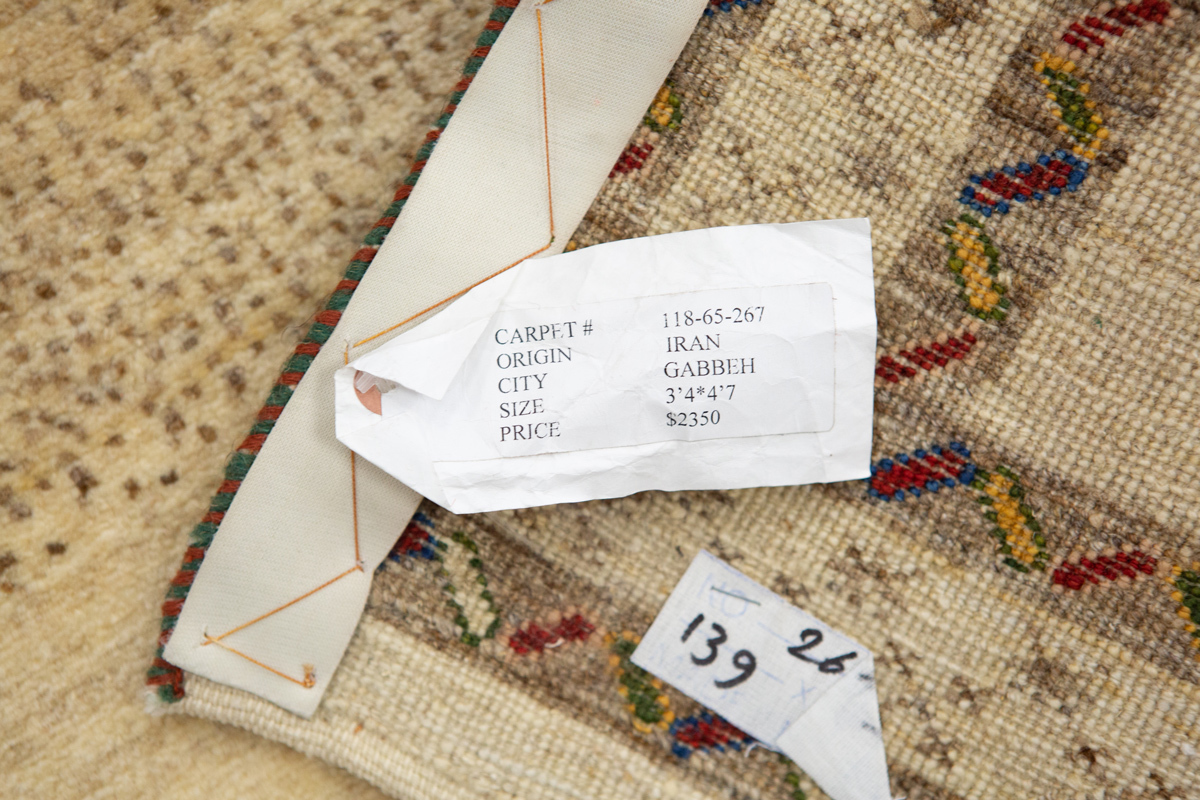 CARPET # 118-65-267
ORIGIN IRAN
CITY GABBEH
SIZE 3'4*4'7
PRICE $2350
26
139